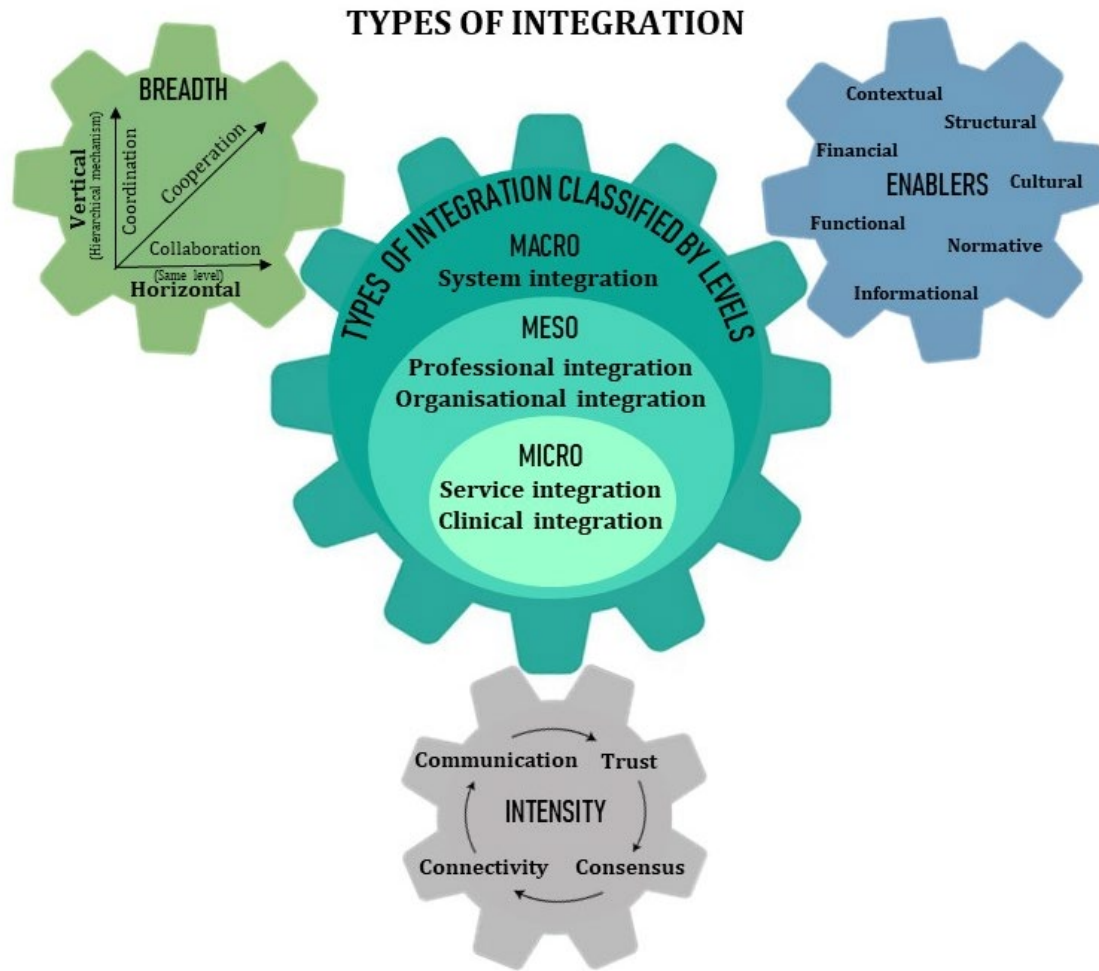 TYPES OF INTEGRATION
BREADTH
Vertical
(Hierarchical mechanism)
Coordination
Cooperation
Collaboration
(Same level)
Horizontal
TYPES OF INTEGRATION CLASSIFIED BY LEVELS
MACRO
System integration
MESO
Professional integration
Organisational integration
MICRO
Service integration
Clinical integration
Contextual
Structural
Financial
ENABLERS
Cultural
Functional
Normative
Informational
Communication
Trust
INTENSITY
Connectivity
Consensus